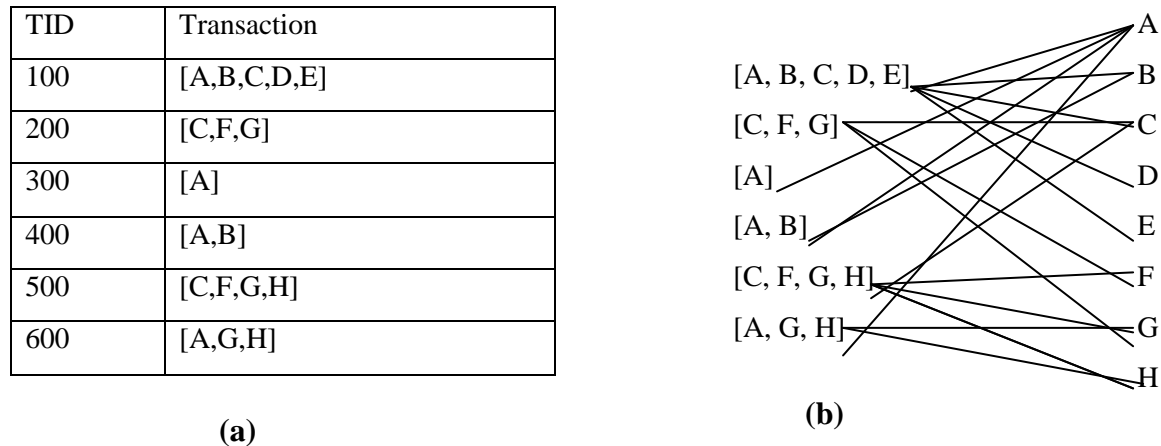 TID Transaction
100 [A,B,C,D,E]
200 [C,F,G]
300 [A]
400 [A,B]
500 [C,F,G,H]
600 [A,G,H]
(a)
[A, B, C, D, E]
[C, F, G]
[A]
[A, B]
[C, F, G, H]
[A, G, H]
A
B
C
D
E
F
G
H
(b)